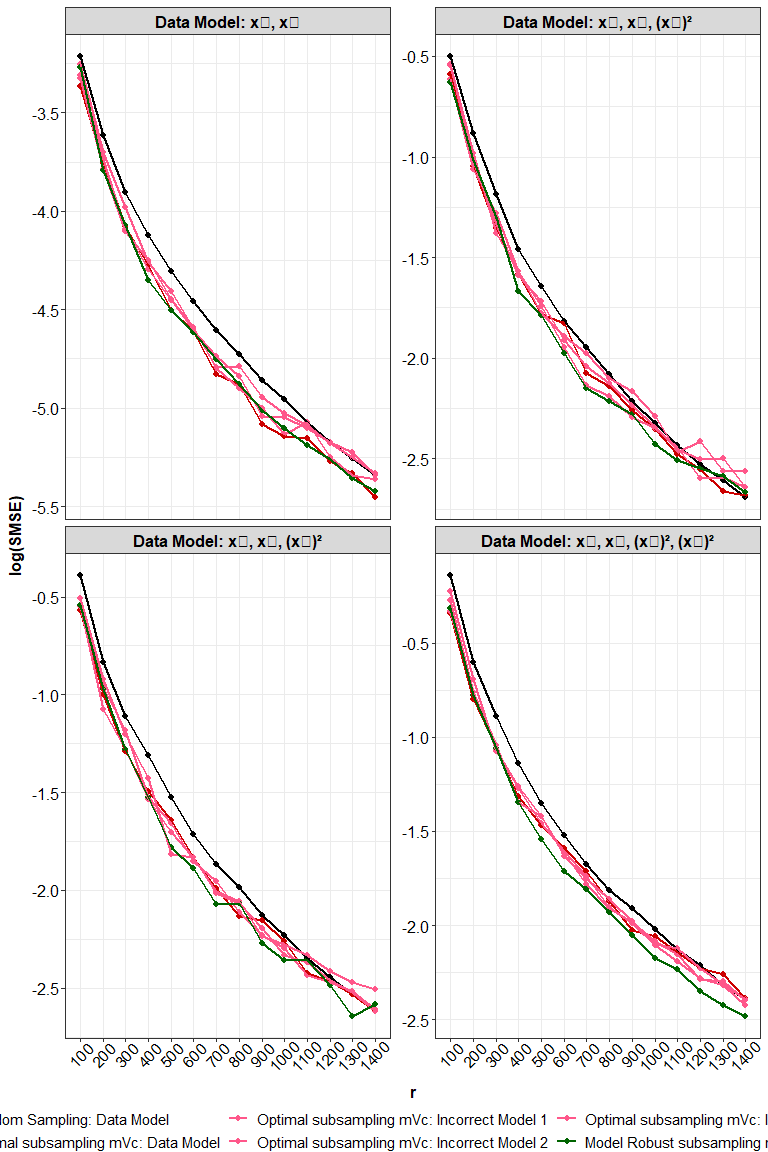 Data Model: x▯, x▯
Data Model: x▯, x▯, (x▯)²
-3.5
-4.0
-4.5
-5.0
-5.5
-0.5
-1.0
-1.5
-2.0
-2.5
log(SMSE)
Data Model: x▯, x▯, (x▯)²
Data Model: x▯, x▯, (x▯)², (x▯)²
-0.5
-1.0
-1.5
-2.0
-2.5
-0.5
-1.0
-1.5
-2.0
-2.5
100 200 300 400 500 600 700 800 900 1000 1100 1200 1300 1400
100 200 300 400 500 600 700 800 900 1000 1100 1200 1300 1400
r
dom Sampling: Data Model
Optimal subsampling mVc: Incorrect Model 1
Optimal subsampling mVc: I
mal subsampling mVc: Data Model
Optimal subsampling mVc: Incorrect Model 2
Model Robust subsampling